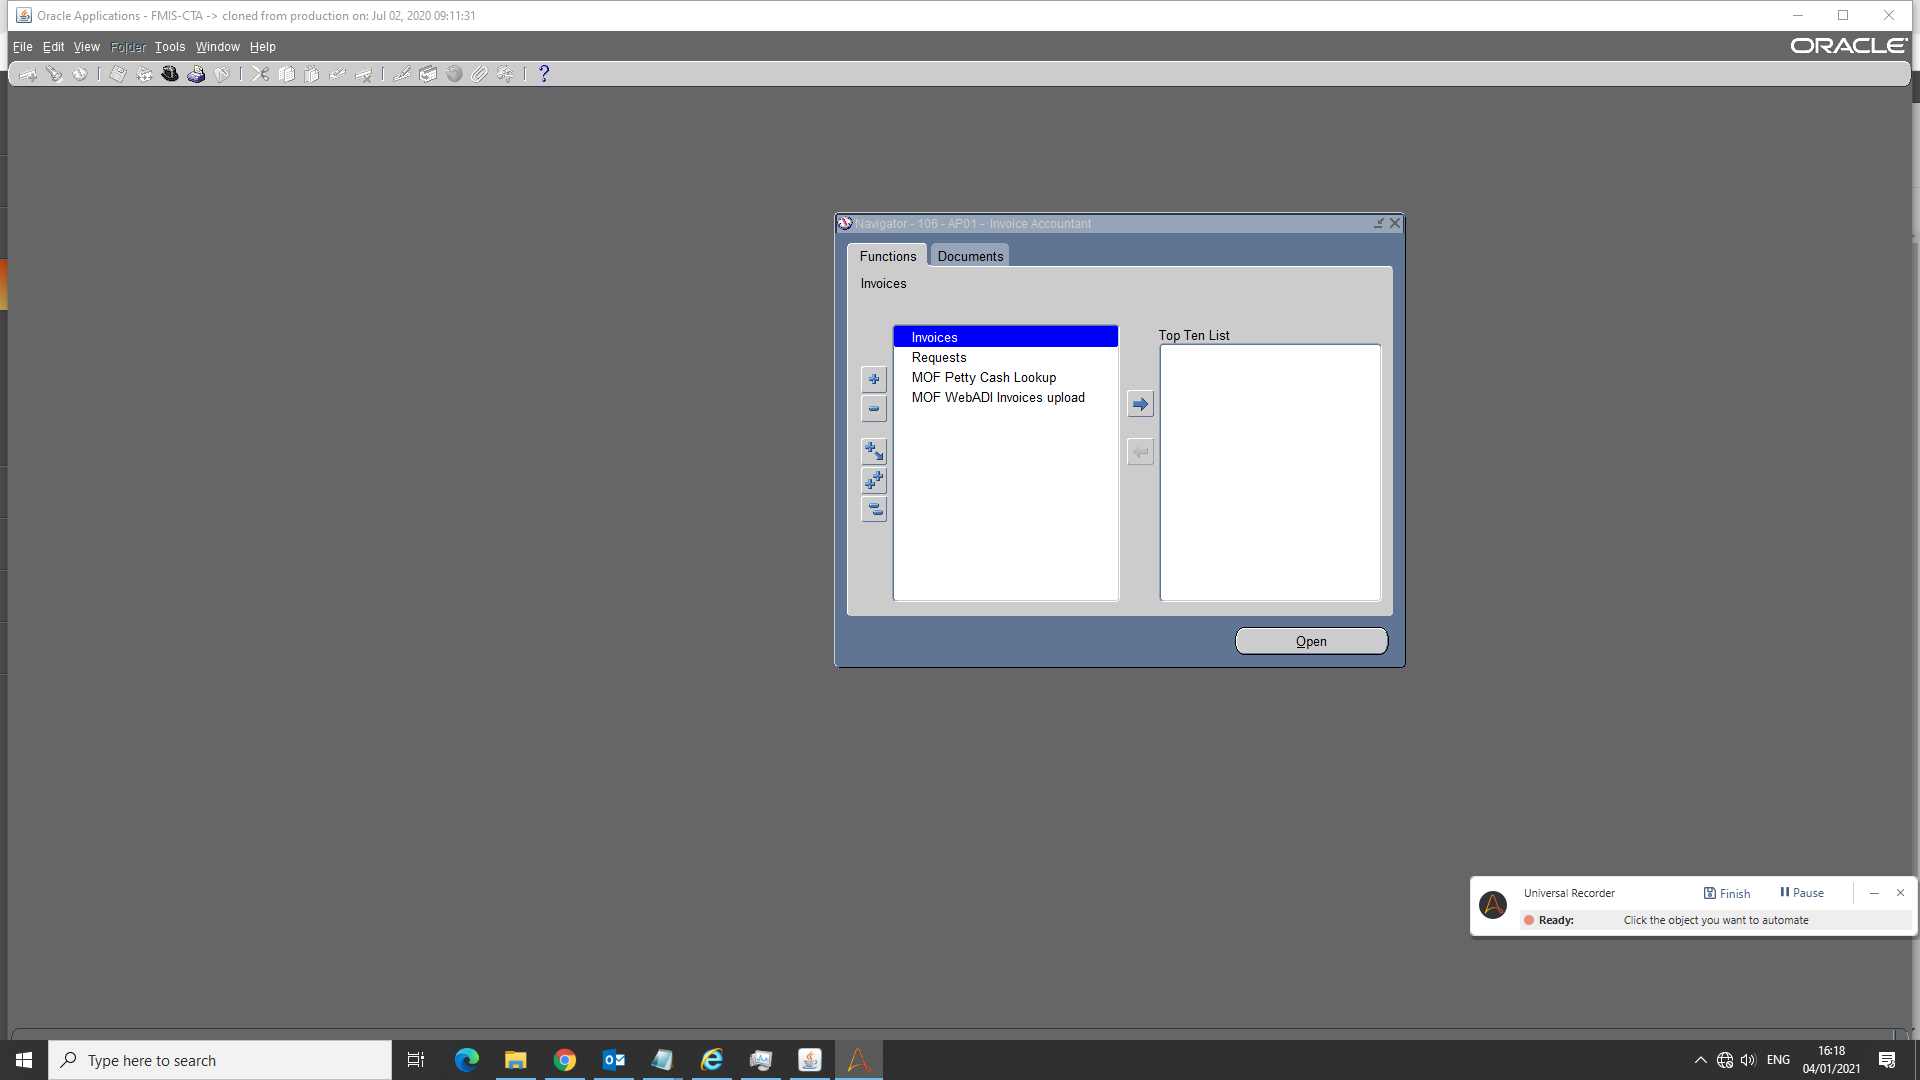 Oracle Applications - FMIS-CTA -> cloned from production on: Jul 02, 2020 09:11:31
File Edit View Folder Tools Window Help
ORACLE
Navigator - 106 - AP01 - Invoice Accountant
Functions Documents
Invoices
Top Ten List
Invoices
Requests
MOF Petty Cash Lookup
MOF WebADI Invoices upload
Open
Universal Recorder Finish Pause
Ready: Click the object you want to automate
Type here to search
ENG
16:18
04/01/2021